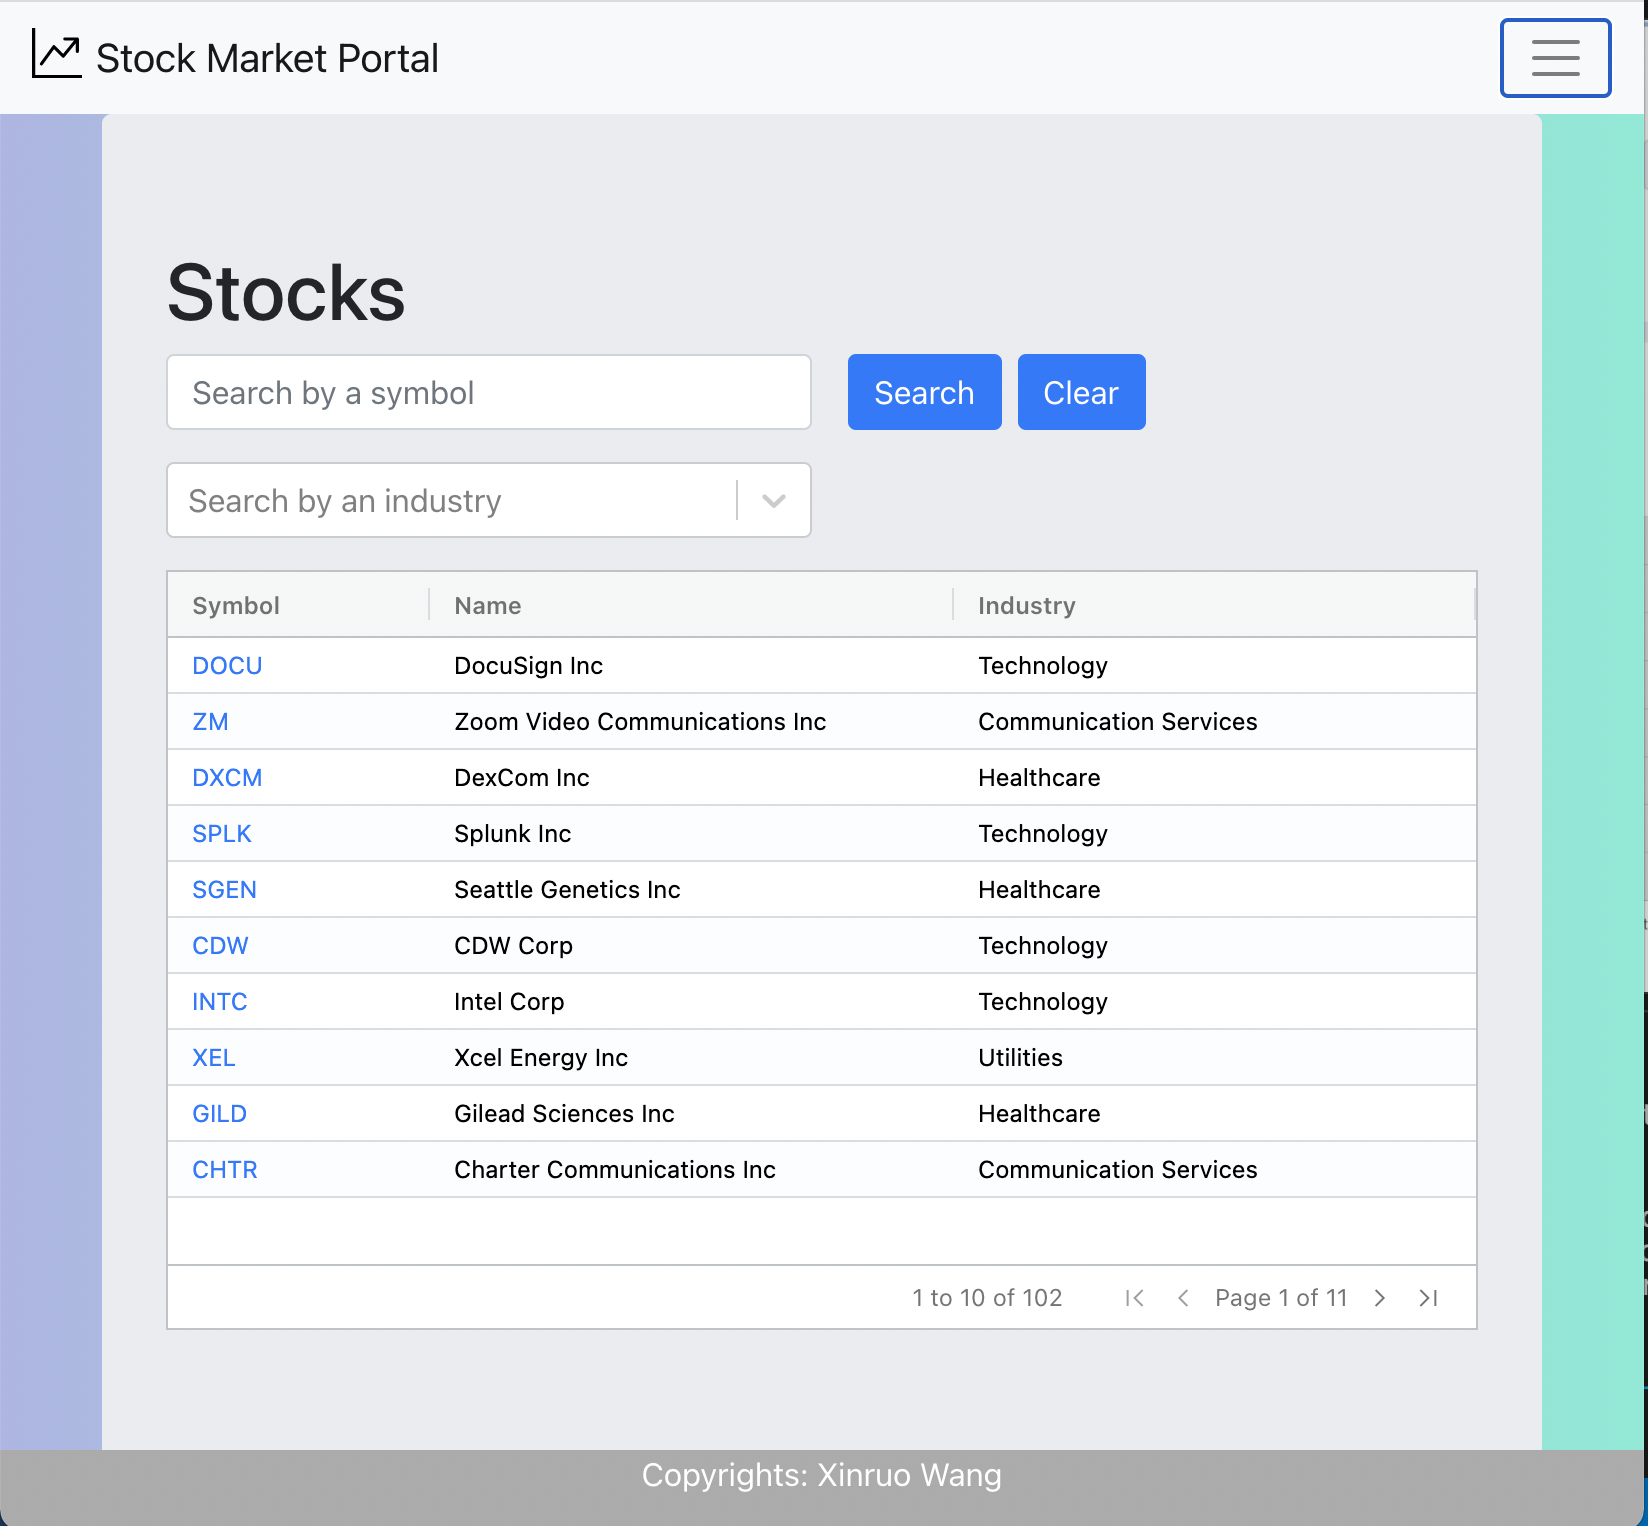 Stock Market Portal
Stocks
Search by a symbol Search Clear
Search by an industry
Symbol Name Industry
DOCU DocuSign Inc Technology
ZM Zoom Video Communications Inc Communication Services
DXCM DexCom Inc Healthcare
SPLK Splunk Inc Technology
SGEN Seattle Genetics Inc Healthcare
CDW CDW Corp Technology
INTC Intel Corp Technology
XEL Xcel Energy Inc Utilities
GILD Gilead Sciences Inc Healthcare
CHTR Charter Communications Inc Communication Services
1 to 10 of 102 Page 1 of 11
Copyrights: Xinruo Wang